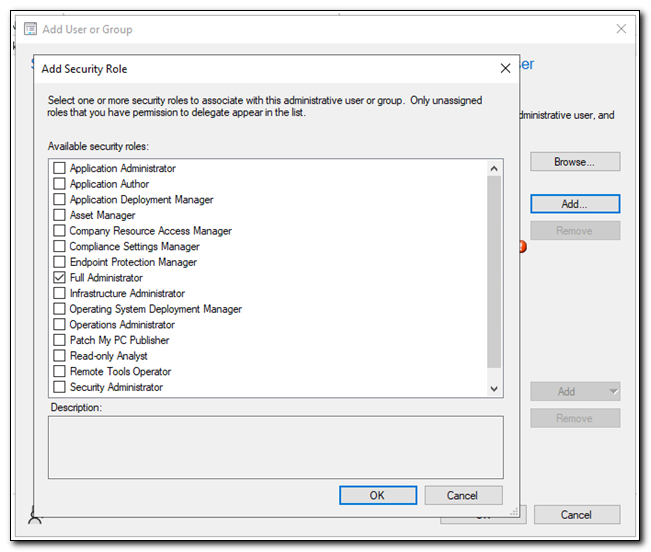 Add User or Group
Add Security Role
Select one or more security roles to associate with this administrative user or group. Only unassigned
roles that you have permission to delegate appear in the list.
Available security roles:
Application Administrator
Application Author
Application Deployment Manager
Asset Manager
Company Resource Access Manager
Compliance Settings Manager
Endpoint Protection Manager
Full Administrator
Infrastructure Administrator
Operating System Deployment Manager
Operations Administrator
Patch My PC Publisher
Read-only Analyst
Remote Tools Operator
Security Administrator
Description:
OK
Cancel
ser
dministrative user, and
Browse...
Add...
Remove
Add
Remove
Cancel